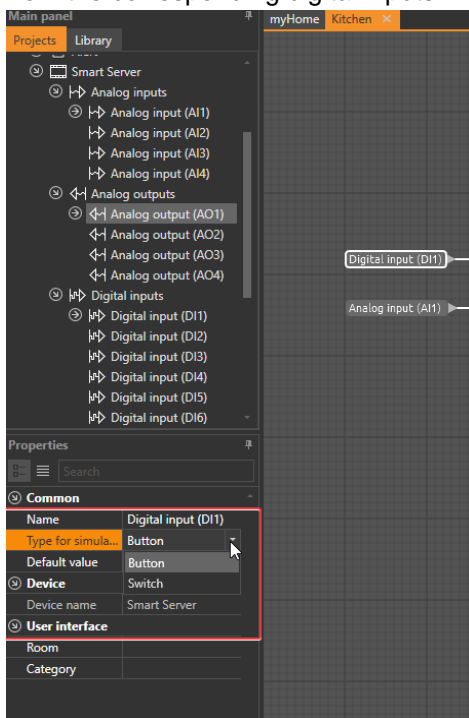 Main panel
myHome Kitchen
Projects Library
Smart Server
Analog inputs
Analog input (AI1)
Analog input (AI2)
Analog input (AI3)
Analog input (AI4)
Analog outputs
Analog output (AO1)
Analog output (AO2)
Analog output (AO3)
Analog output (AO4)
Digital inputs
Digital input (DI1)
Digital input (DI2)
Digital input (DI3)
Digital input (DI4)
Digital input (DI5)
Digital input (DI6)
Digital input (DI1)
Analog input (AI1)
Properties
Search
Common
Name Digital input (DI1)
Type for simula... Button
Default value Button
Switch
Device
Device name Smart Server
User interface
Room
Category